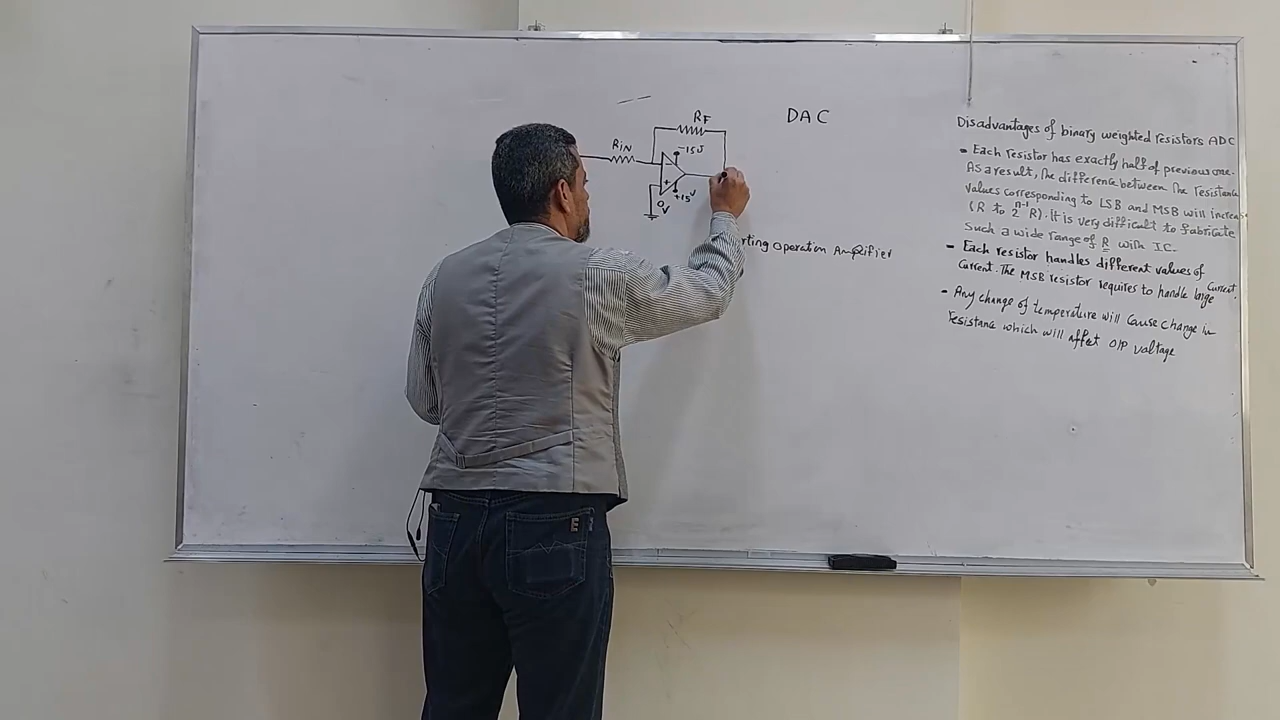 DAC
RF
RIN
-15V
+
+15V
0V
rting Operation Amplifier
Disadvantages of binary weighted resistors ADC
• Each resistor has exactly half of previous one.
As a result, The difference between The resistance
values corresponding to LSB and MSB will increas
(R to 2^n-1 R). It is very difficult to fabricate
such a wide range of R with IC.
- Each resistor handles different values of Current.
Current. The MSB resistor requires to handle large
• Any change of temperature will cause change in
resistance which will affect O/P voltage
E